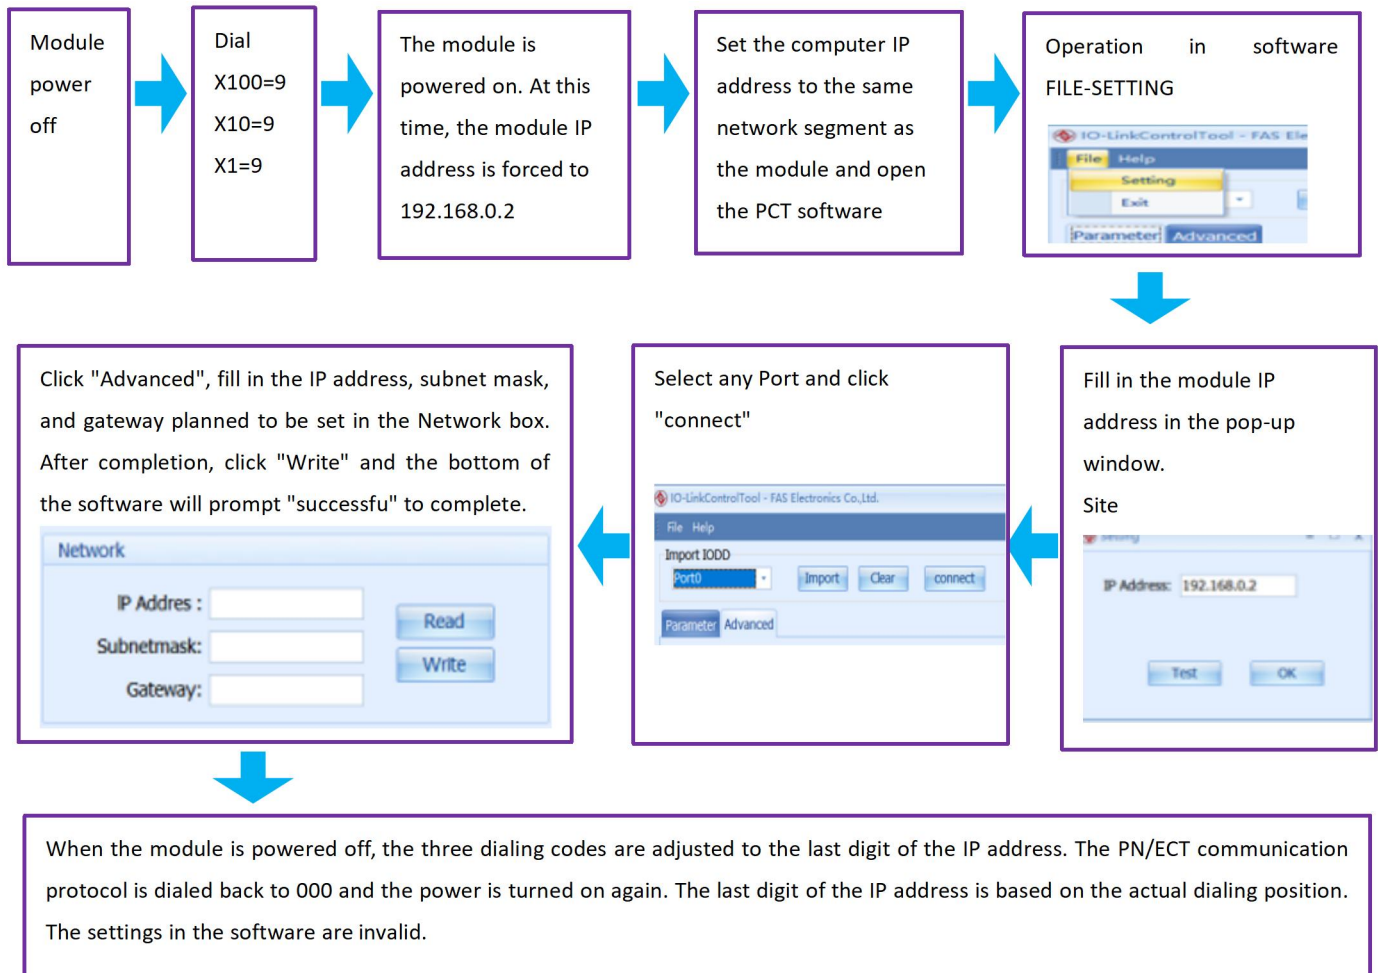 Module
power
off
Dial
X100=9
X10=9
X1=9
The module is
powered on. At this
time, the module IP
address is forced to
192.168.0.2
Set the computer IP
address to the same
network segment as
the module and open
the PCT software
Operation in software
FILE-SETTING
IO-LinkControlTool - FAS Ele
File Help
Setting
Exit
Parameter Advanced
Fill in the module IP
address in the pop-up
window.
Site
Setting
IP Address: 192.168.0.2
Test OK
Select any Port and click
"connect"
IO-LinkControlTool - FAS Electronics Co.,Ltd.
File Help
Import IODD
Port0 Import Clear connect
Parameter Advanced
Click "Advanced", fill in the IP address, subnet mask,
and gateway planned to be set in the Network box.
After completion, click "Write" and the bottom of
the software will prompt "successfu" to complete.
Network
IP Addres :
Read
Subnetmask:
Write
Gateway:
When the module is powered off, the three dialing codes are adjusted to the last digit of the IP address. The PN/ECT communication
protocol is dialed back to 000 and the power is turned on again. The last digit of the IP address is based on the actual dialing position.
The settings in the software are invalid.